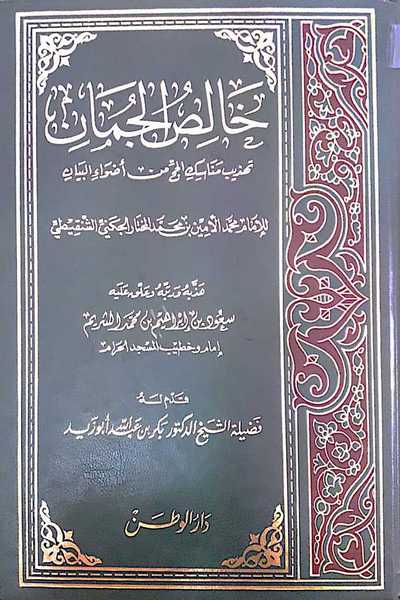 خالص الجمان
تهذيب مناسك الحج من أضواء البيان
للإمام محمد الأمين بن محمد المختار الجكني الشنقيطي
هذبه ورتبه وعلق عليه
سعود بن إبراهيم بن محمد الشريم
إمام وخطيب المسجد الحرام
قدم له
فضيلة الشيخ الدكتور بكر بن عبد الله أبو زيد
دار الوطن